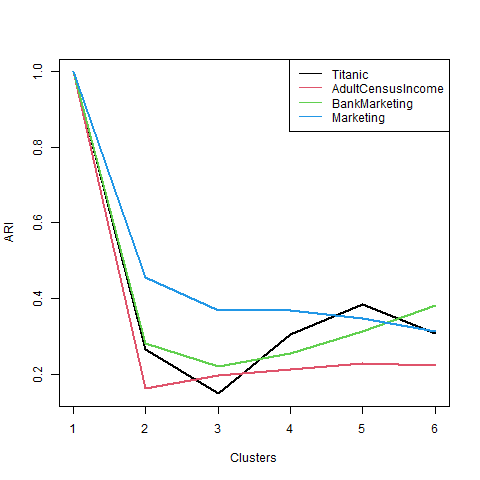 Titanic
AdultCensusIncome
BankMarketing
Marketing
1.0
0.8
0.6
0.4
0.2
ARI
1 2 3 4 5 6
Clusters